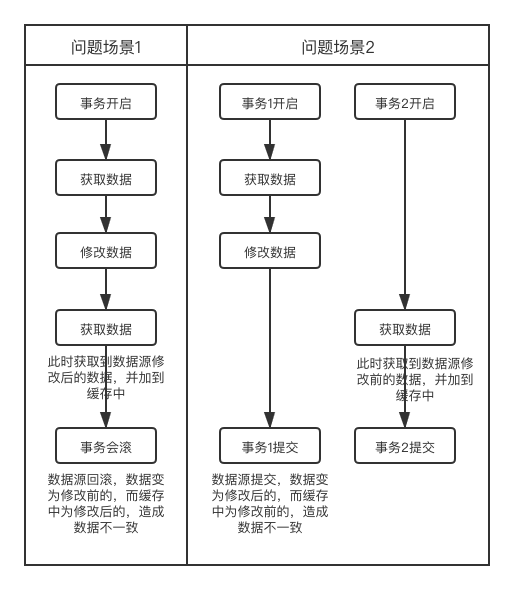 问题场景1
问题场景2
事务开启
获取数据
修改数据
获取数据
此时获取到数据源修
改后的数据，并加到
缓存中
事务会滚
数据源回滚，数据变
为修改前的，而缓存
中为修改后的，造成
数据不一致
事务1开启
获取数据
修改数据
事务1提交
数据源提交，数据变
为修改后的，而缓存
中为修改前的，造成
数据不一致
事务2开启
获取数据
此时获取到数据源修
改前的数据，并加到
缓存中
事务2提交